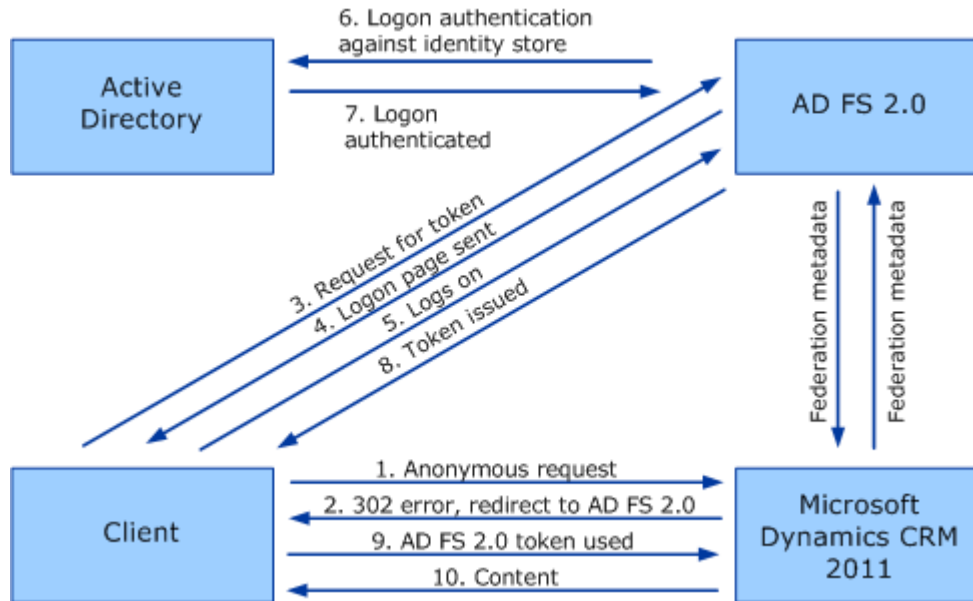 6. Logon authentication
against identity store
Active
Directory
AD FS 2.0
7. Logon
authenticated
3. Request for token
4. Logon page sent
5. Logs on
8. Token issued
Federation metadata
Federation metadata
Client
1. Anonymous request
2. 302 error, redirect to AD FS 2.0
9. AD FS 2.0 token used
10. Content
Microsoft
Dynamics CRM
2011